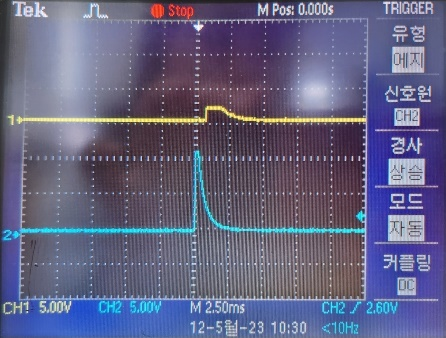 Tek Stop M Pos: 0.000s TRIGGER
유형
에지
신호원
CH2
경사
상승
모드
자동
커플링
DC
1
2
CH1 5.00V CH2 5.00V M 2.50ms CH2 2.60V
12-5월-23 10:30 <10Hz